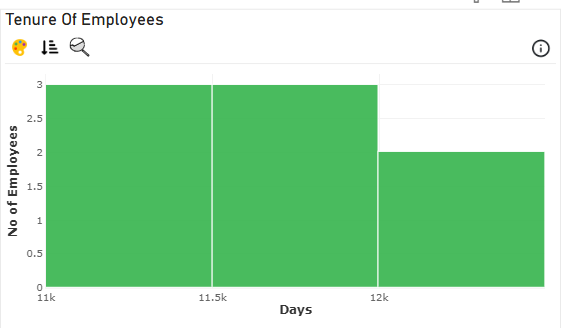 Tenure Of Employees
No of Employees
3
2.5
2
1.5
1
0.5
0
11k
11.5k
12k
Days